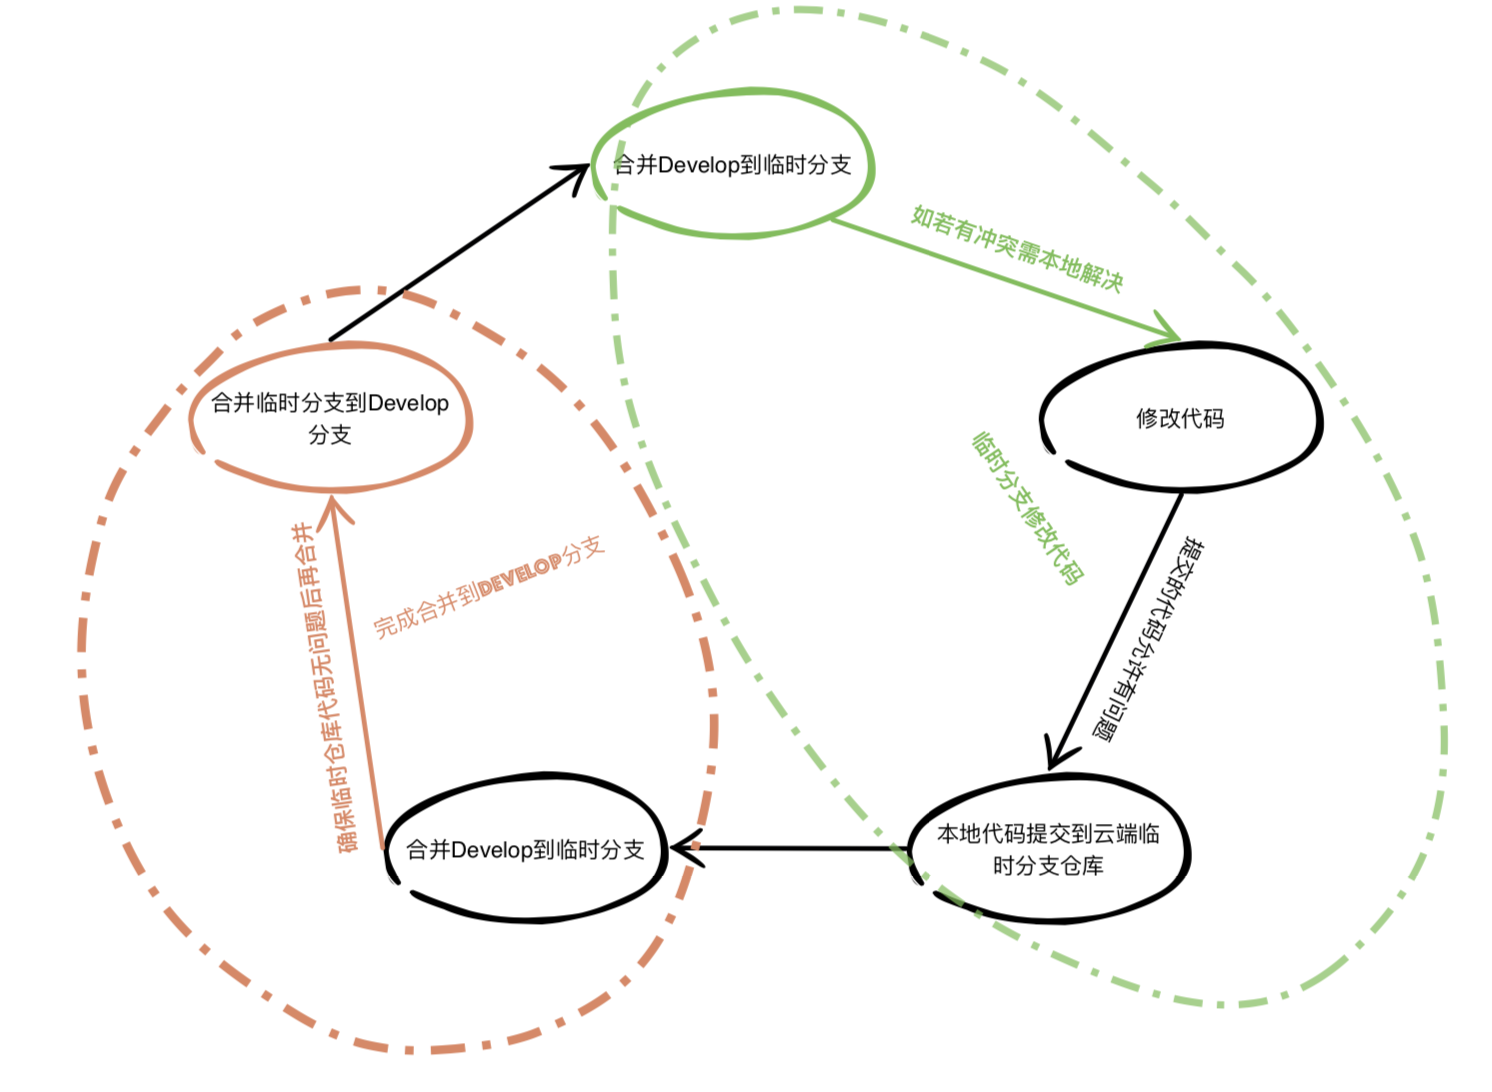 合并Develop到临时分支
如若有冲突需本地解决
合并临时分支到Develop
分支
修改代码
临时分支修改代码
确保临时仓库代码无问题后再合并
完成合并到DEVELOP分支
提交的代码允许有问题
合并Develop到临时分支
本地代码提交到云端临
时分支仓库